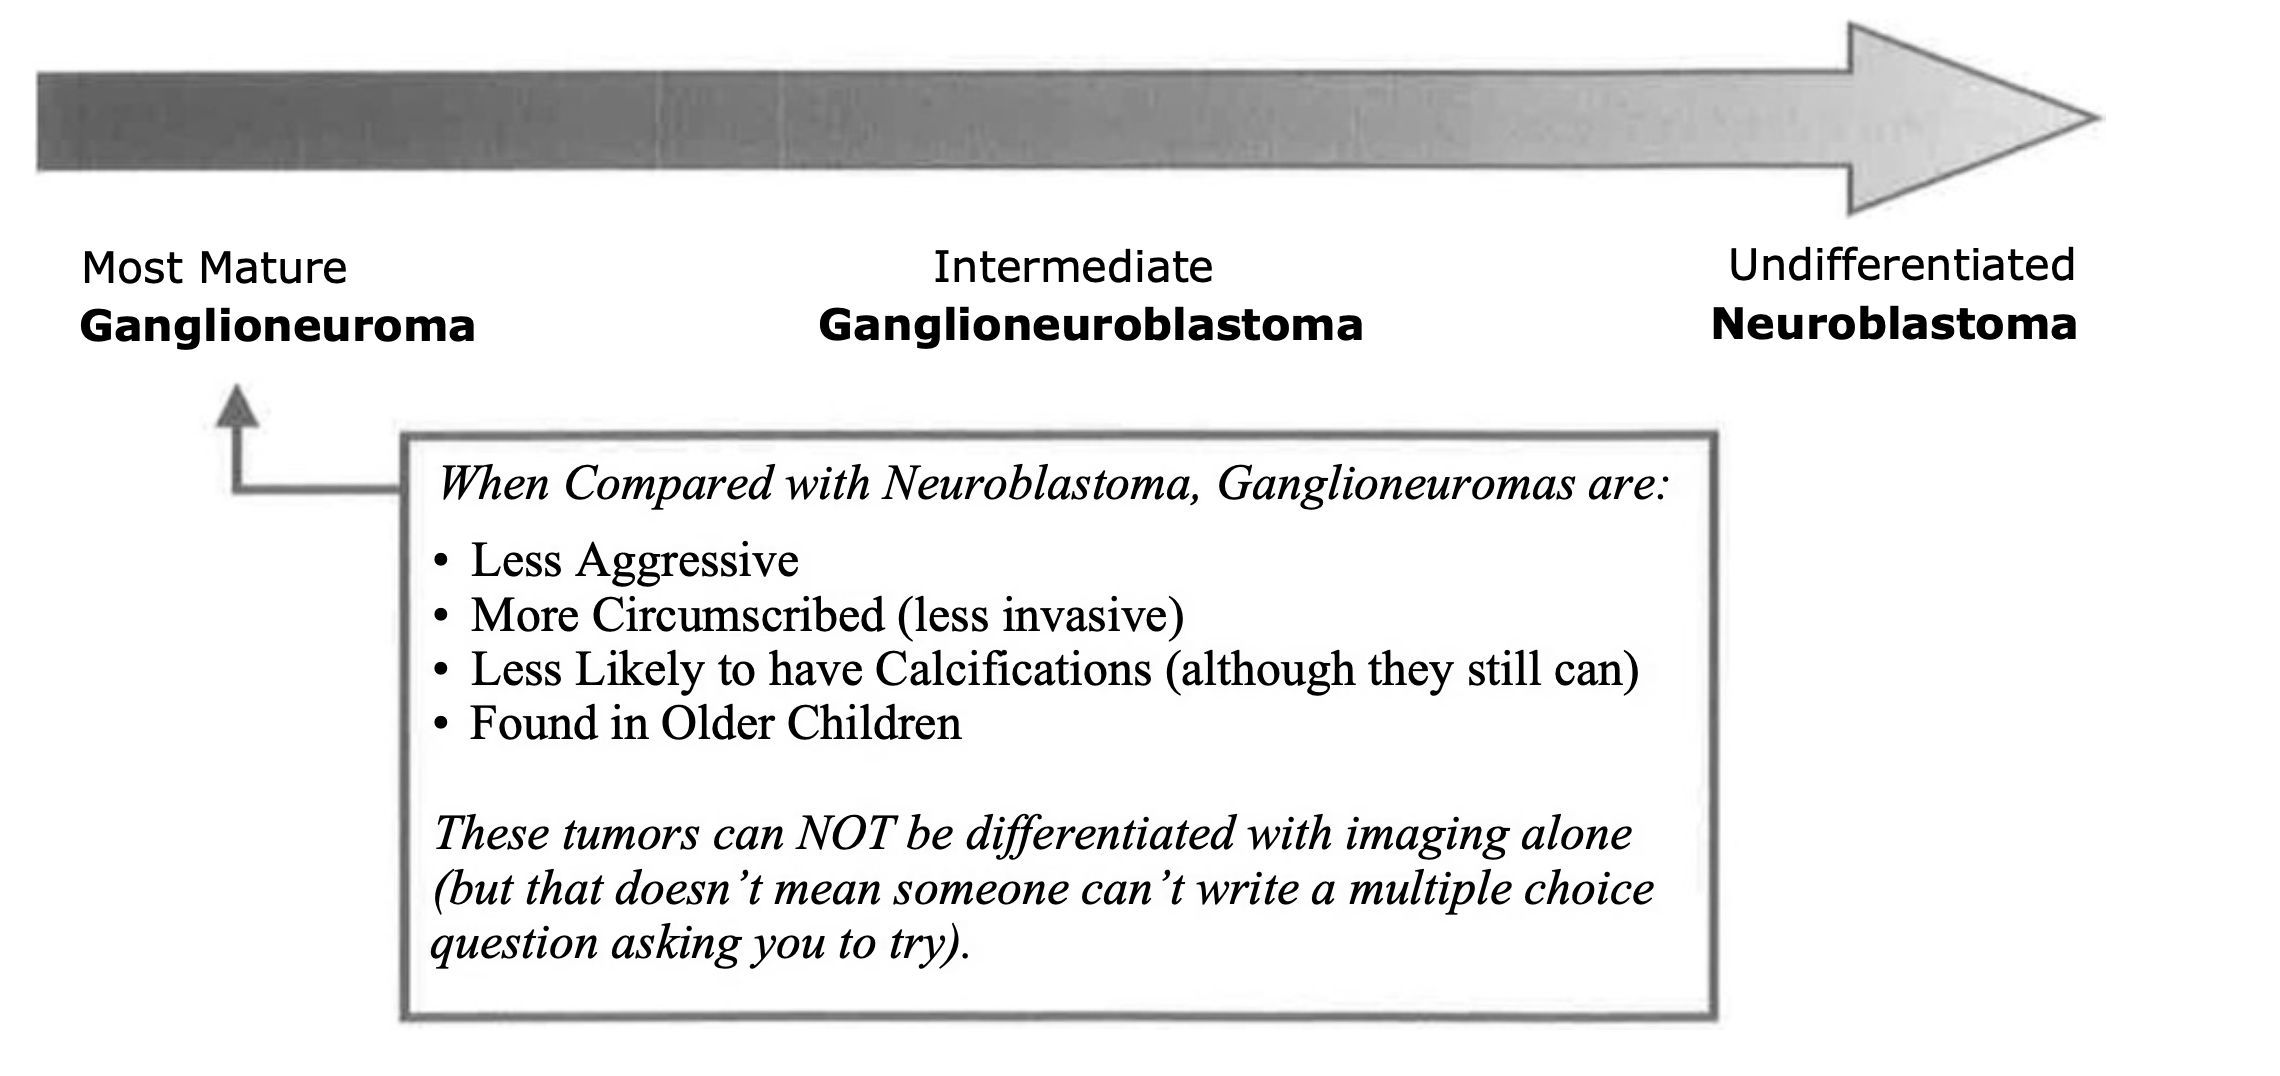 Most Mature
Ganglioneuroma
Intermediate
Ganglioneuroblastoma
Undifferentiated
Neuroblastoma
When Compared with Neuroblastoma, Ganglioneuromas are:
• Less Aggressive
• More Circumscribed (less invasive)
• Less Likely to have Calcifications (although they still can)
• Found in Older Children
These tumors can NOT be differentiated with imaging alone
(but that doesn’t mean someone can’t write a multiple choice
question asking you to try).